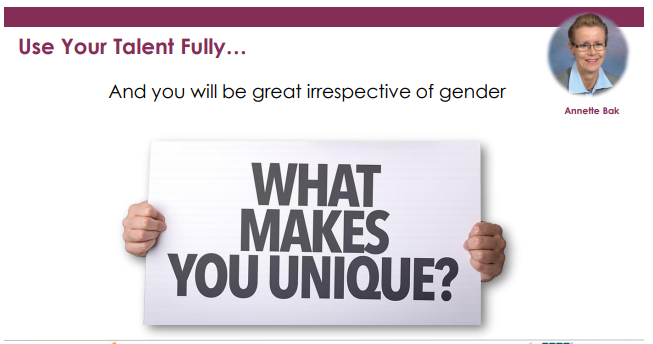 Use Your Talent Fully…
And you will be great irrespective of gender
Annette Bak
WHAT
MAKES
YOU UNIQUE?